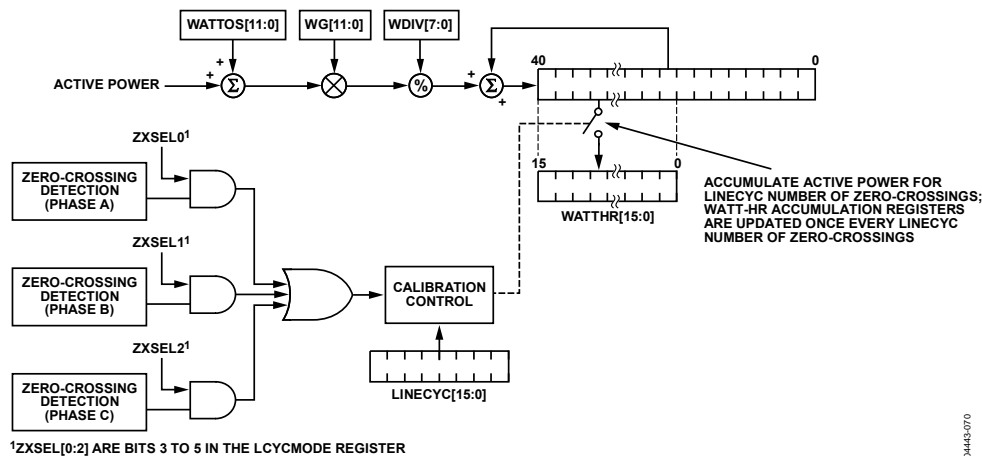 WATTOS[11:0] WG[11:0] WDIV[7:0]
40 0
ACTIVE POWER + + Σ % + + Σ
ZXSEL0¹
ZERO-CROSSING
DETECTION
(PHASE A)
15 0
WATTHR[15:0]
ACCUMULATE ACTIVE POWER FOR
LINECYC NUMBER OF ZERO-CROSSINGS;
WATT-HR ACCUMULATION REGISTERS
ARE UPDATED ONCE EVERY LINECYC
NUMBER OF ZERO-CROSSINGS
ZXSEL1¹
ZERO-CROSSING
DETECTION
(PHASE B)
CALIBRATION
CONTROL
ZXSEL2¹
ZERO-CROSSING
DETECTION
(PHASE C)
LINECYC[15:0]
¹ZXSEL[0:2] ARE BITS 3 TO 5 IN THE LCYCMODE REGISTER
04443-070